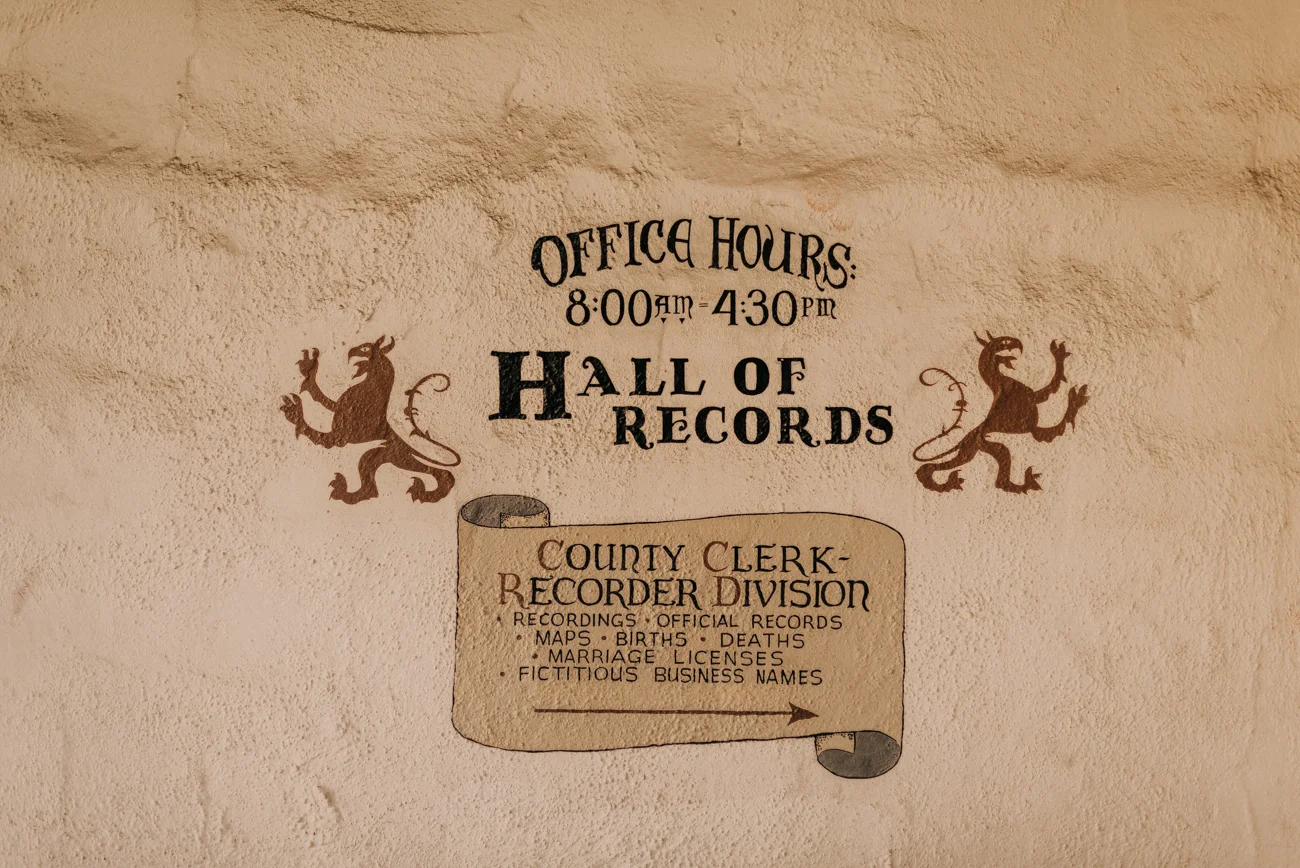 OFFICE HOURS:
8:00AM-4:30PM
HALL OF
RECORDS
COUNTY CLERK-
RECORDER DIVISION
• RECORDINGS • OFFICIAL RECORDS
• MAPS • BIRTHS • DEATHS
• MARRIAGE LICENSES
• FICTITIOUS BUSINESS NAMES